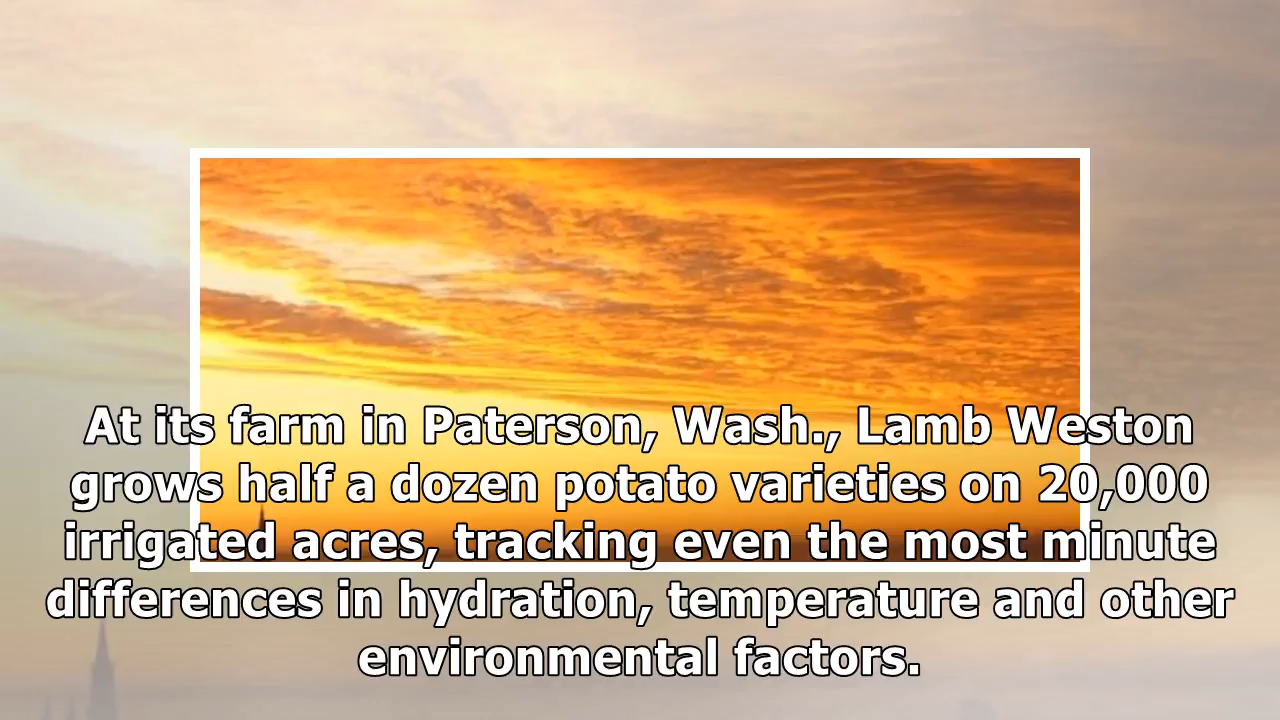 At its farm in Paterson, Wash., Lamb Weston
grows half a dozen potato varieties on 20,000
irrigated acres, tracking even the most minute
differences in hydration, temperature and other
environmental factors.